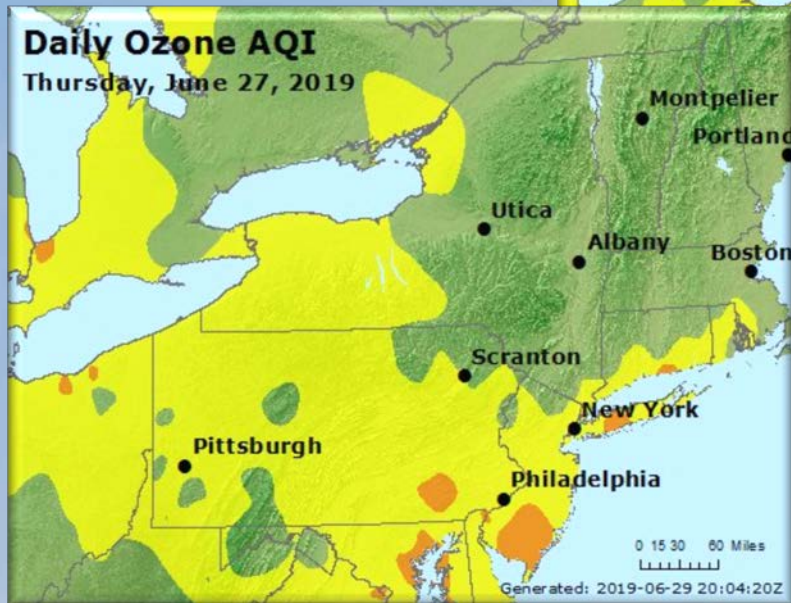 Daily Ozone AQI
Thursday, June 27, 2019
Montpelier
Portland
Utica
Albany
Boston
Scranton
New York
Pittsburgh
Philadelphia
0 15 30 60 Miles
Generated: 2019-06-29 20:04:20Z